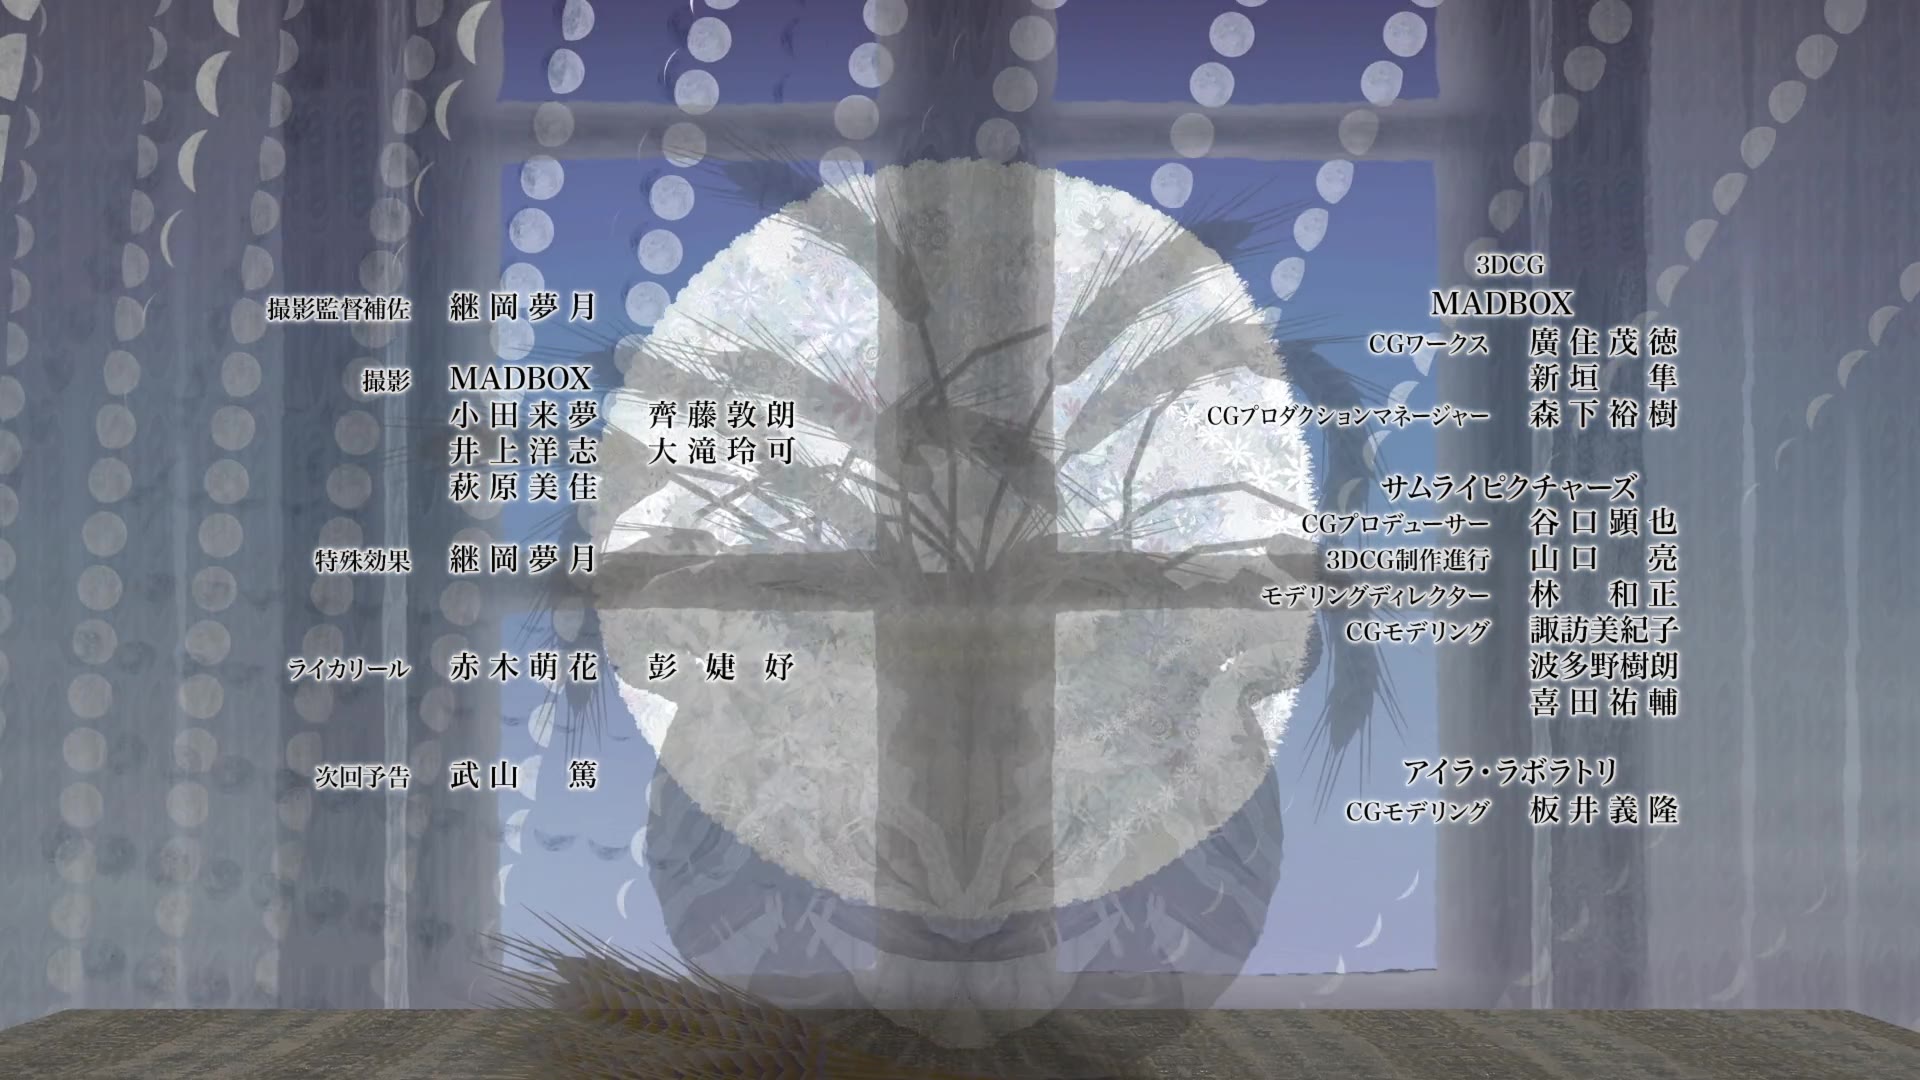 撮影監督補佐 継岡夢月
撮影 MADBOX
小田来夢 齊藤敦朗
井上洋志 大滝玲可
萩原美佳
特殊効果 継岡夢月
ライカリール 赤木萌花 彭婕妤
次回予告 武山 篤
3DCG
MADBOX
CGワークス 廣住茂徳
新垣 隼
CGプロダクションマネージャー 森下裕樹
サムライピクチャーズ
CGプロデューサー 谷口顕也
3DCG制作進行 山口 亮
モデリングディレクター 林 和正
CGモデリング 諏訪美紀子
波多野樹朗
喜田祐輔
アイラ・ラボラトリ
CGモデリング 板井義隆